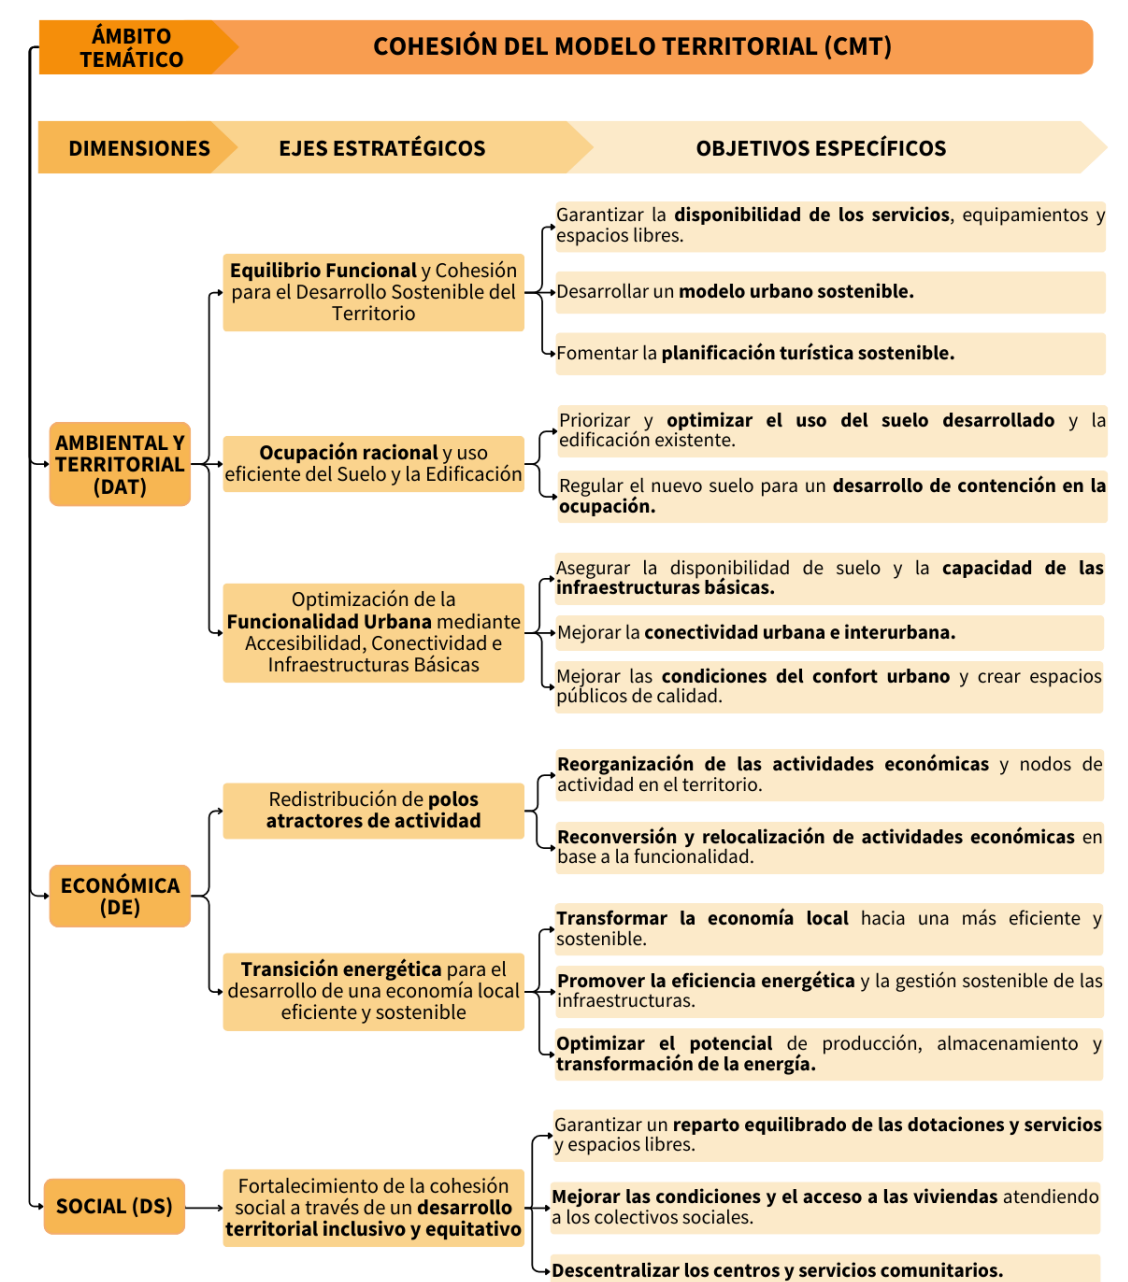 ÁMBITO
TEMÁTICO
COHESIÓN DEL MODELO TERRITORIAL (CMT)
DIMENSIONES
EJES ESTRATÉGICOS
OBJETIVOS ESPECÍFICOS
AMBIENTAL Y
TERRITORIAL
(DAT)
Equilibrio Funcional y Cohesión
para el Desarrollo Sostenible del
Territorio
Garantizar la disponibilidad de los servicios, equipamientos y
espacios libres.
Desarrollar un modelo urbano sostenible.
Fomentar la planificación turística sostenible.
Ocupación racional y uso
eficiente del Suelo y la Edificación
Priorizar y optimizar el uso del suelo desarrollado y la
edificación existente.
Regular el nuevo suelo para un desarrollo de contención en la
ocupación.
Optimización de la
Funcionalidad Urbana mediante
Accesibilidad, Conectividad e
Infraestructuras Básicas
Asegurar la disponibilidad de suelo y la capacidad de las
infraestructuras básicas.
Mejorar la conectividad urbana e interurbana.
Mejorar las condiciones del confort urbano y crear espacios
públicos de calidad.
ECONÓMICA
(DE)
Redistribución de polos
atractores de actividad
Reorganización de las actividades económicas y nodos de
actividad en el territorio.
Reconversión y relocalización de actividades económicas en
base a la funcionalidad.
Transición energética para el
desarrollo de una economía local
eficiente y sostenible
Transformar la economía local hacia una más eficiente y
sostenible.
Promover la eficiencia energética y la gestión sostenible de las
infraestructuras.
Optimizar el potencial de producción, almacenamiento y
transformación de la energía.
SOCIAL (DS)
Fortalecimiento de la cohesión
social a través de un desarrollo
territorial inclusivo y equitativo
Garantizar un reparto equilibrado de las dotaciones y servicios
y espacios libres.
Mejorar las condiciones y el acceso a las viviendas atendiendo
a los colectivos sociales.
Descentralizar los centros y servicios comunitarios.